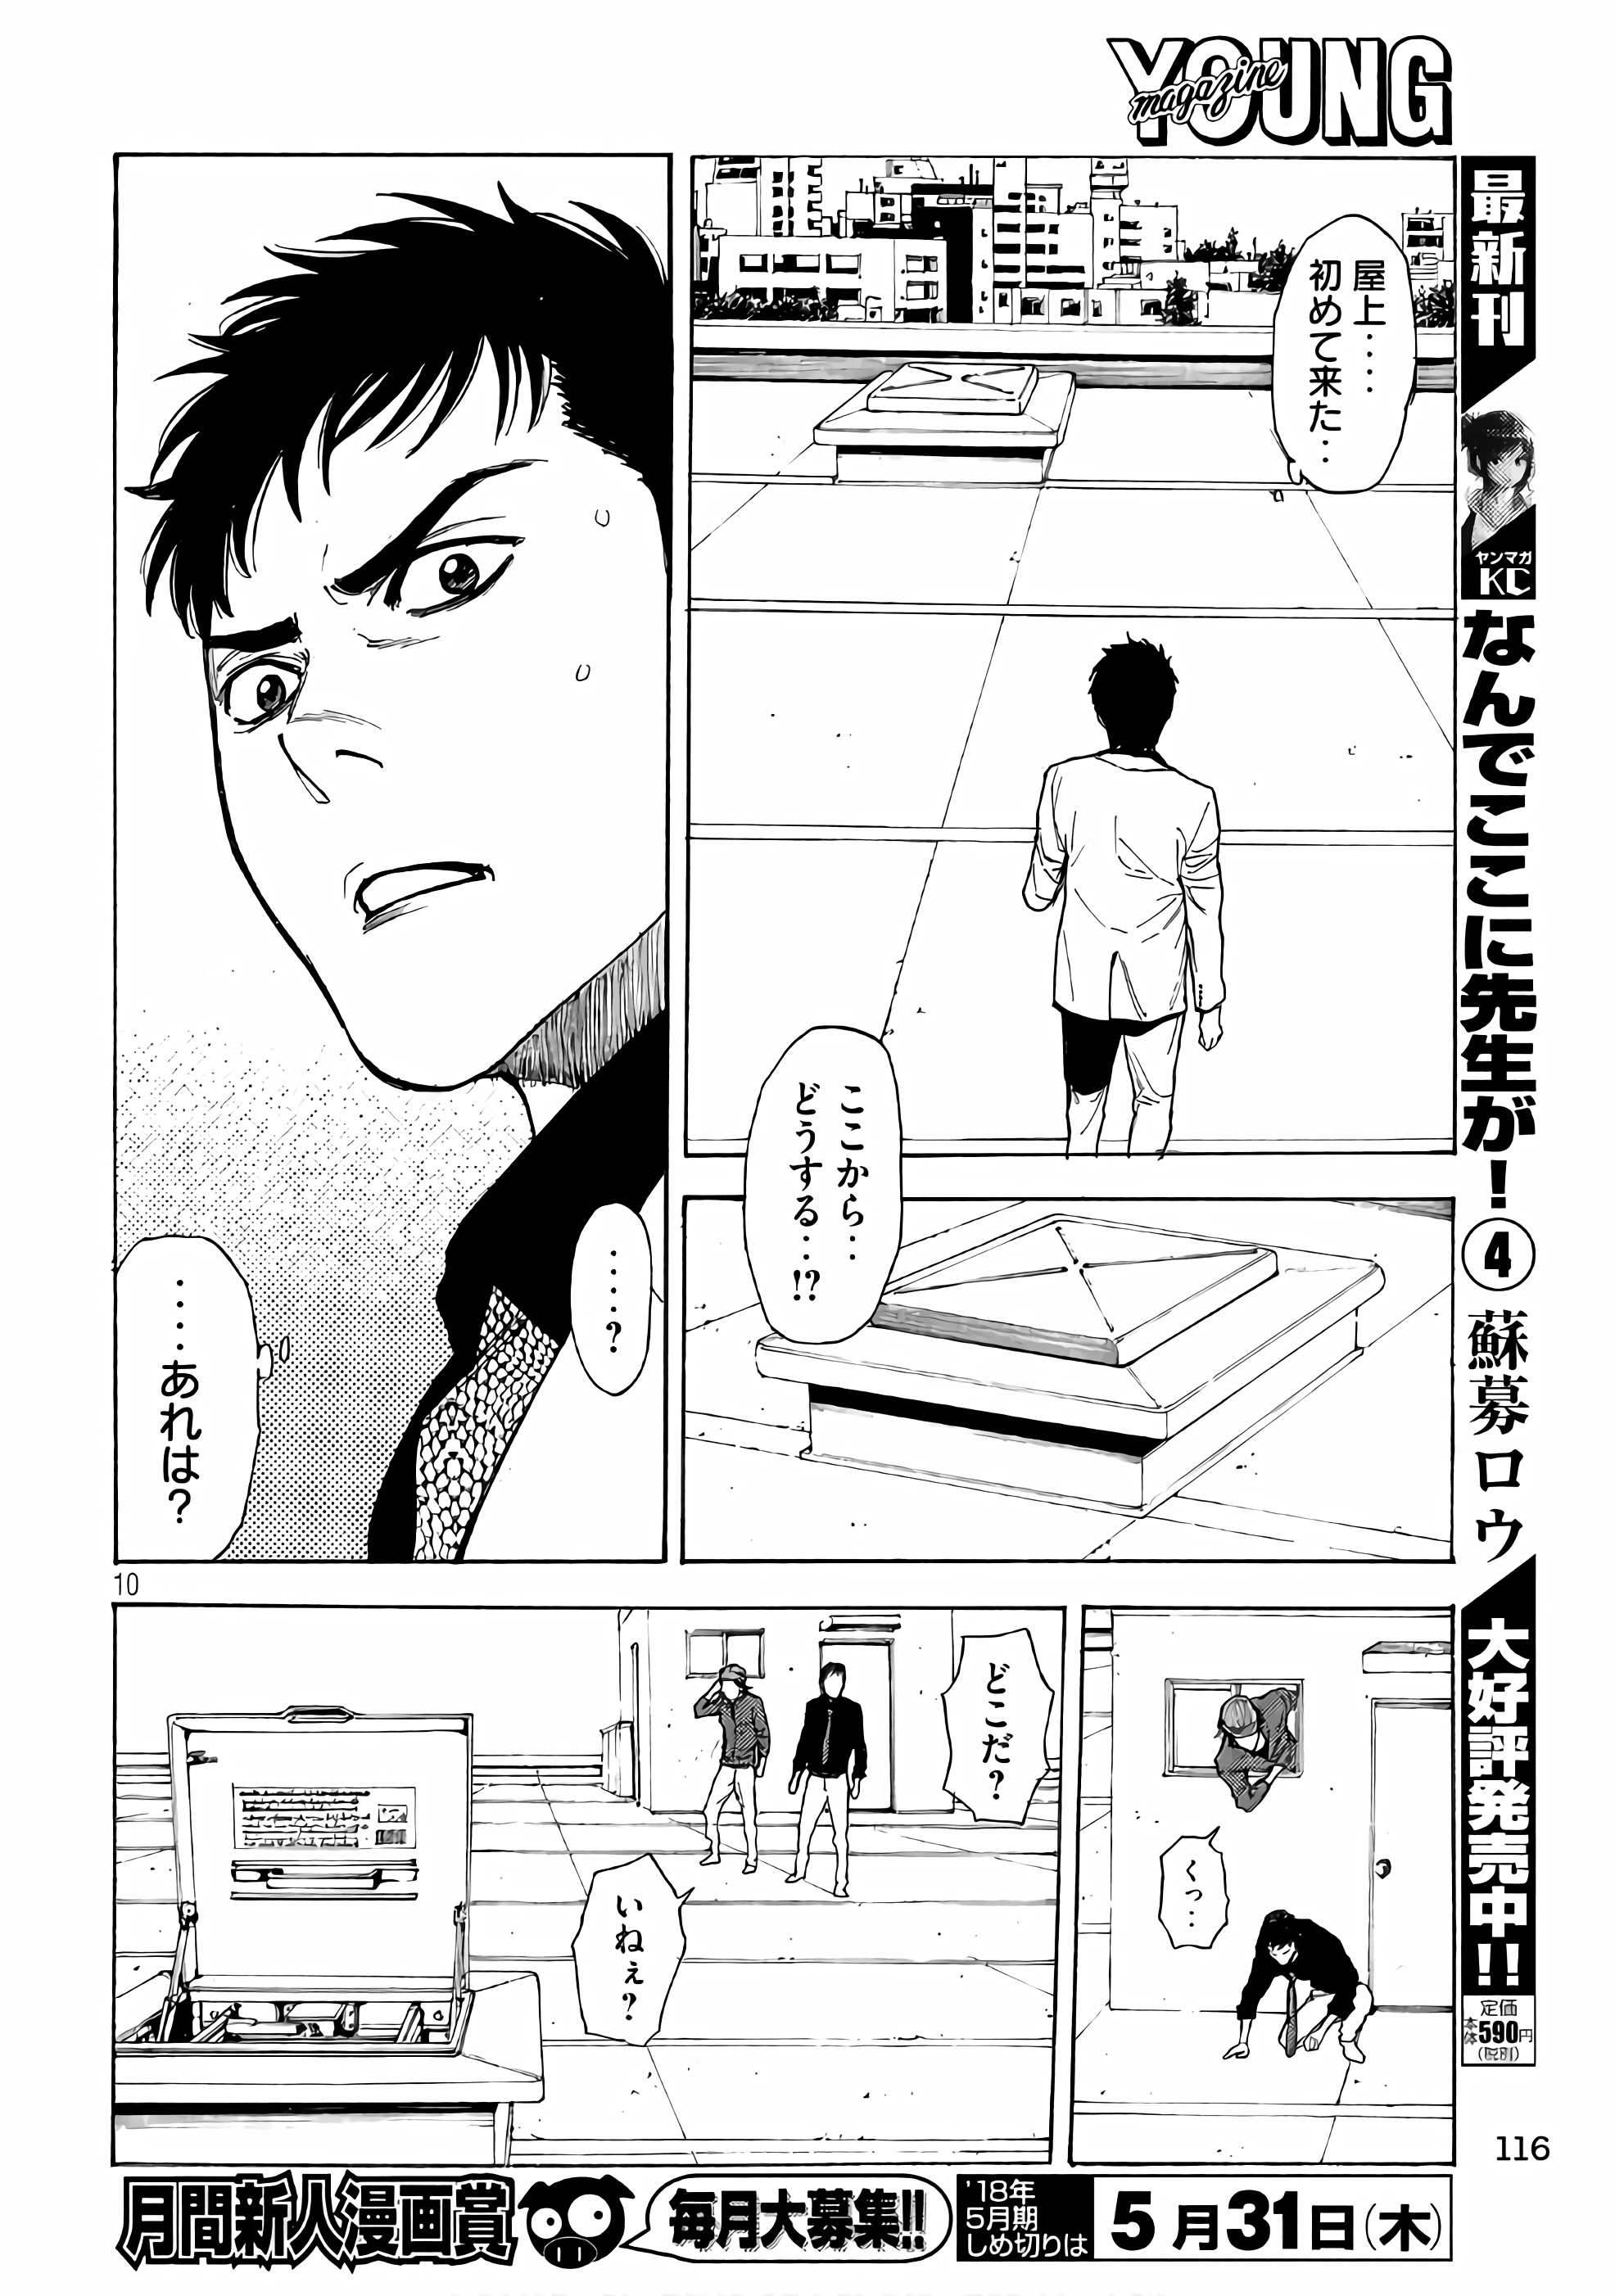 YOUNG
magazine
最新刊
ヤンマガ
KC
なんでここに先生が!④
蘇募ロウ
大好評発売中!!
定価
本体590円
(税別)
屋上‥‥
初めて来た‥
ここから‥
どうする‥!?
‥‥?
‥‥あれは?
10
くっ‥
どこだ?
いねぇ?
116
月間新人漫画賞
毎月大募集!!
'18年
5月期
しめ切りは
5月31日(木)